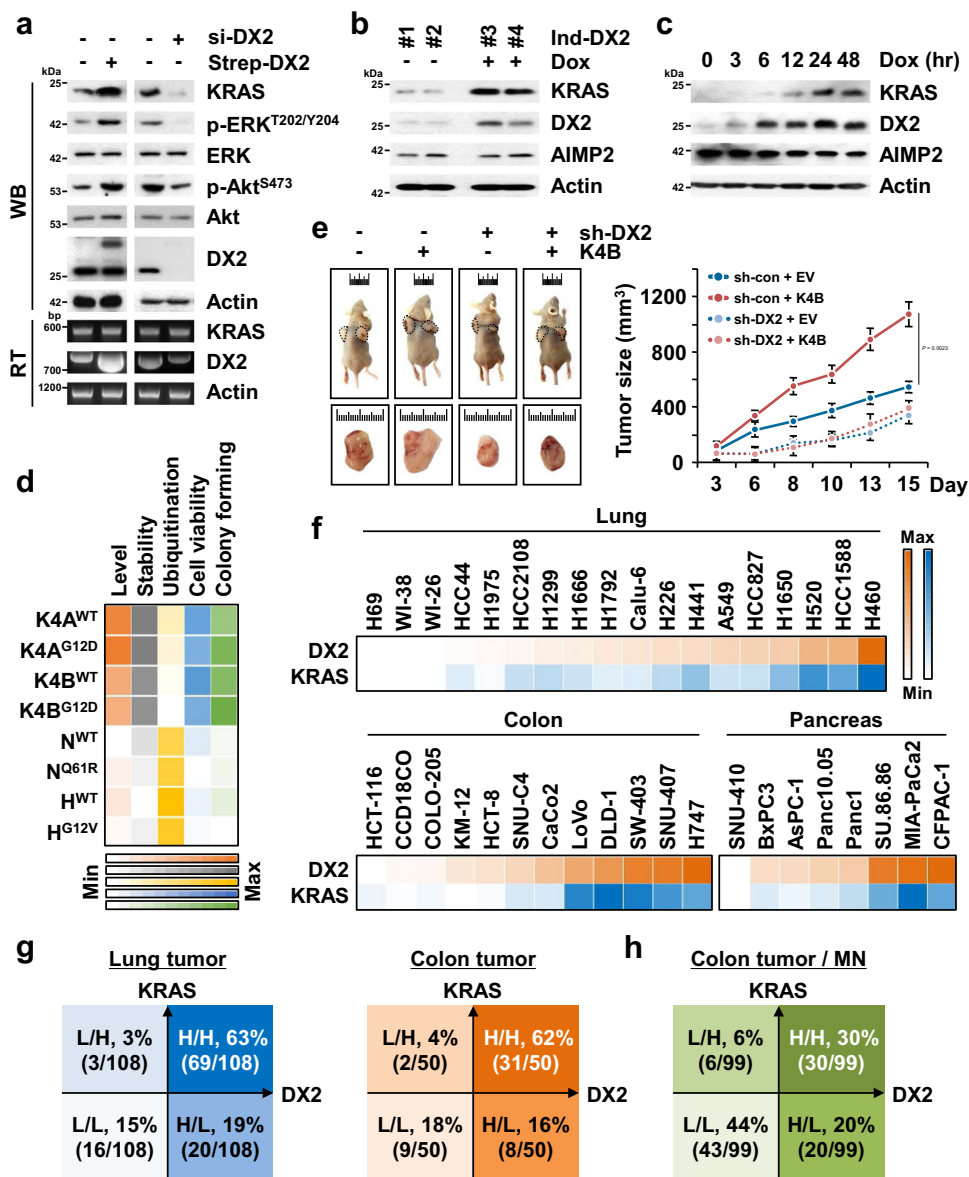 a
- - - + si-DX2
- + - - Strep-DX2
kDa
25 KRAS
42 p-ERK^T202/Y204
42 ERK
53 p-Akt^S473
53 Akt
25 DX2
42 Actin
bp
600 KRAS
700 DX2
1200 Actin
WB
RT
b
#1 #2 #3 #4 Ind-DX2
- - + + Dox
kDa
25 KRAS
25 DX2
42 AIMP2
42 Actin
c
0 3 6 12 24 48 Dox (hr)
kDa
25 KRAS
25 DX2
42 AIMP2
42 Actin
e
- - + + sh-DX2
- + - + K4B
Tumor size (mm³)
1200
800
400
0
3 6 8 10 13 15 Day
sh-con + EV
sh-con + K4B
sh-DX2 + EV
sh-DX2 + K4B
P = 0.0023
d
Level
Stability
Ubiquitination
Cell viability
Colony forming
K4A^WT
K4A^G12D
K4B^WT
K4B^G12D
N^WT
N^Q61R
H^WT
H^G12V
Min
Max
f
Lung
H69
WI-38
WI-26
HCC44
H1975
HCC2108
H1299
H1666
H1792
Calu-6
H226
H441
A549
HCC827
H1650
H520
HCC1588
H460
DX2
KRAS
Max
Min
Colon
HCT-116
CCD18CO
COLO-205
KM-12
HCT-8
SNU-C4
CaCo2
LoVo
DLD-1
SW-403
SNU-407
H747
DX2
KRAS
Pancreas
SNU-410
BxPC3
AsPC-1
Panc10.05
Panc1
SU.86.86
MIA-PaCa2
CFPAC-1
g
Lung tumor
KRAS
L/H, 3%
(3/108)
H/H, 63%
(69/108)
DX2
L/L, 15%
(16/108)
H/L, 19%
(20/108)
Colon tumor
KRAS
L/H, 4%
(2/50)
H/H, 62%
(31/50)
DX2
L/L, 18%
(9/50)
H/L, 16%
(8/50)
h
Colon tumor / MN
KRAS
L/H, 6%
(6/99)
H/H, 30%
(30/99)
DX2
L/L, 44%
(43/99)
H/L, 20%
(20/99)